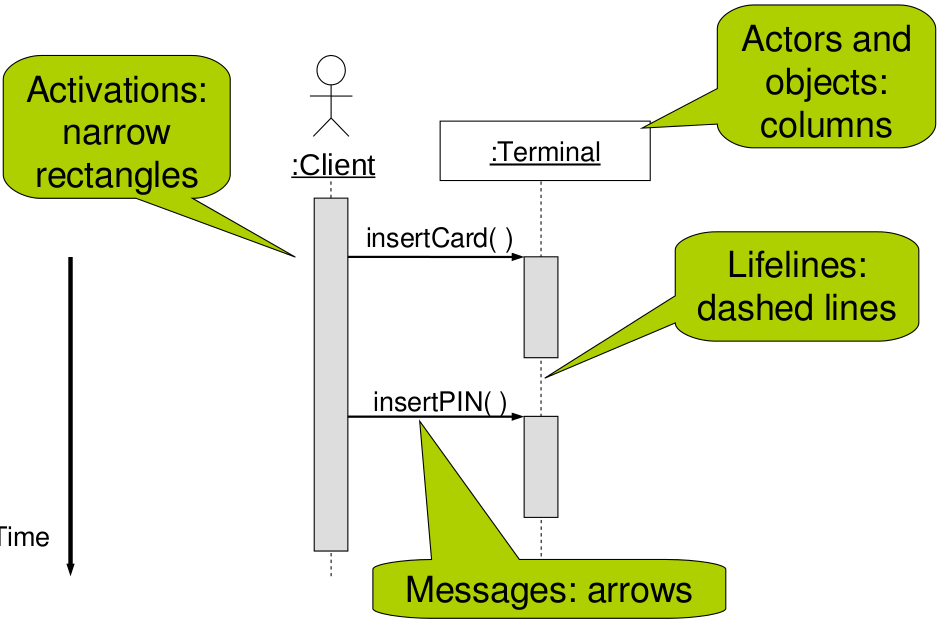 Actors and
objects:
columns
Activations:
narrow
rectangles
:Client
:Terminal
insertCard( )
Lifelines:
dashed lines
insertPIN( )
Time
Messages: arrows